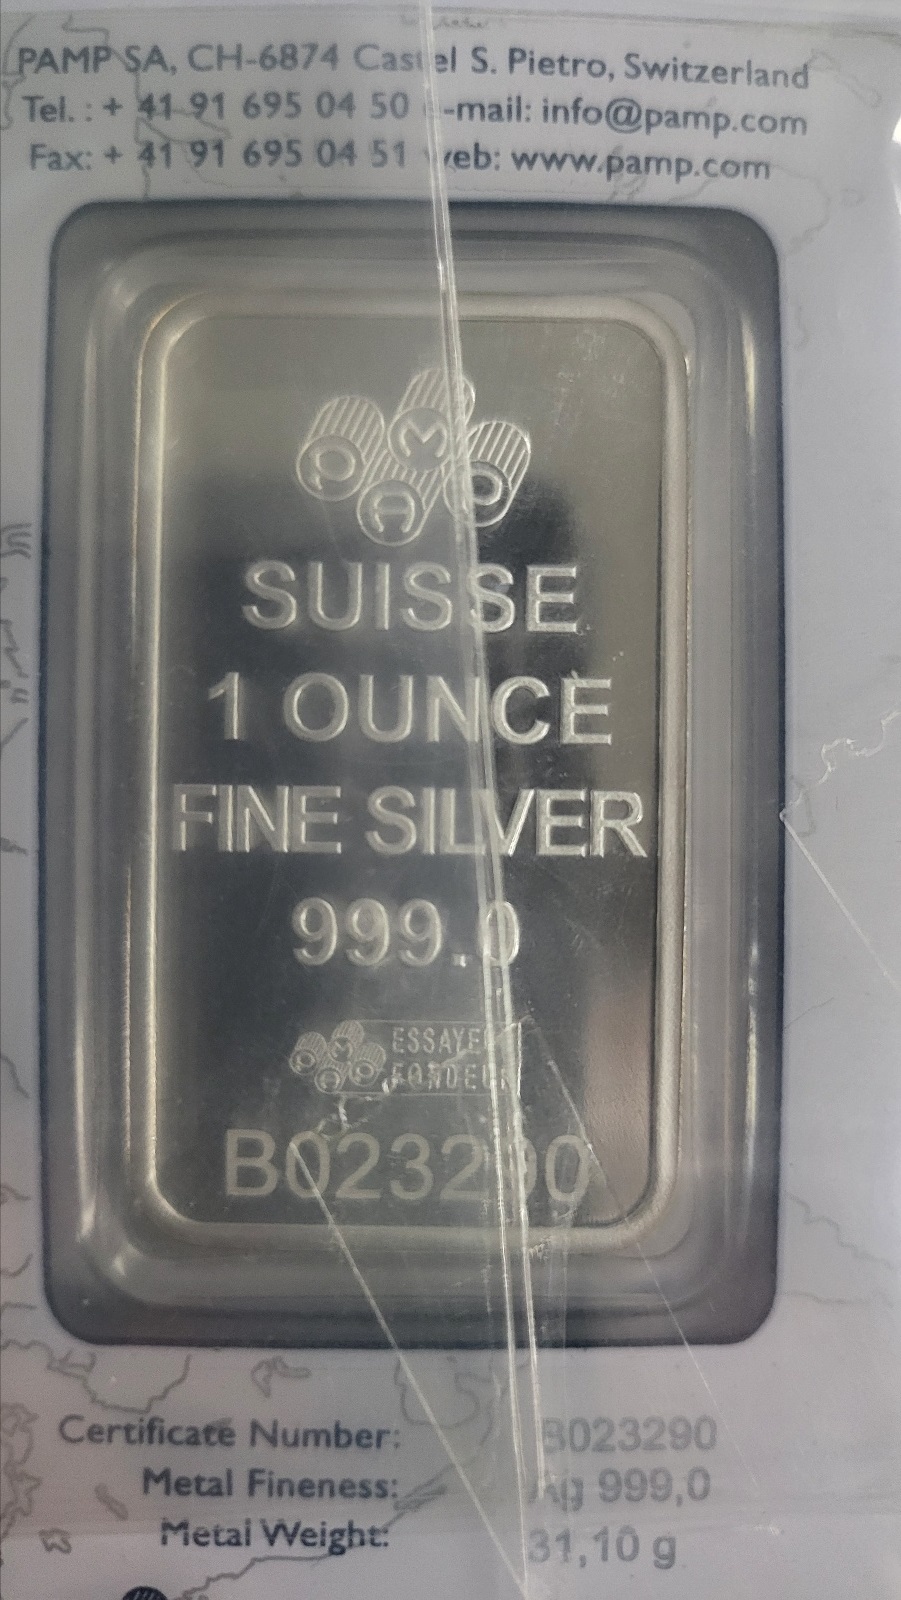 PAMP SA, CH-6874 Castel S. Pietro, Switzerland
Tel. : + 41 91 695 04 50 e-mail: info@pamp.com
Fax: + 41 91 695 04 51 web: www.pamp.com
PAMP
SUISSE
1 OUNCE
FINE SILVER
999.0
PAMP ESSAYEUR
FONDEUR
B023290
Certificate Number: B023290
Metal Fineness: Ag 999,0
Metal Weight: 31,10 g